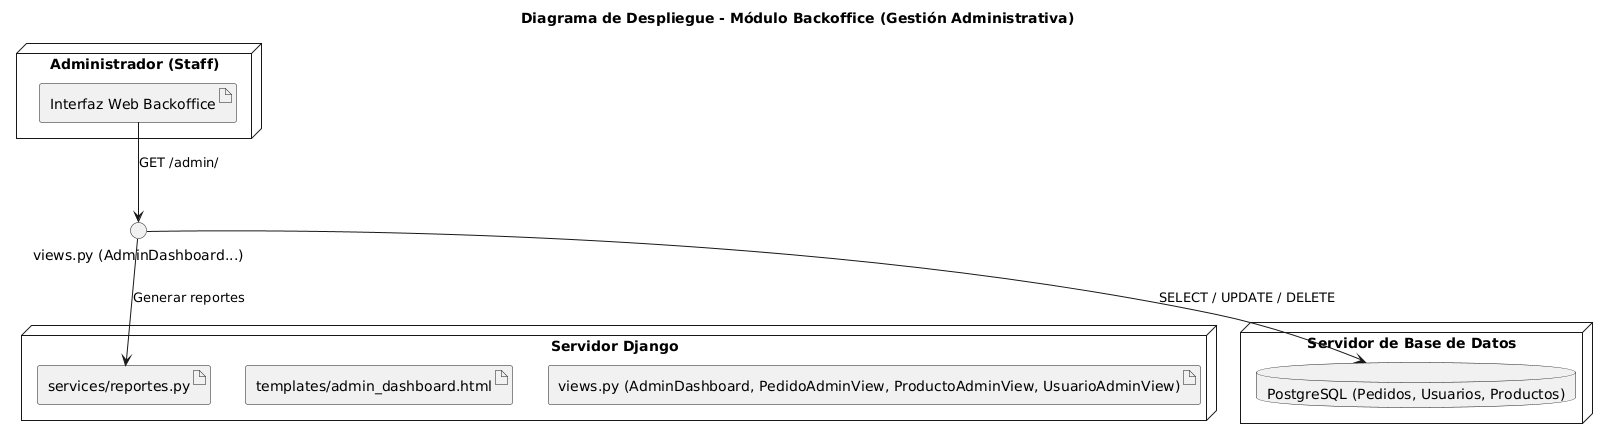 Diagrama de Despliegue - Módulo Backoffice (Gestión Administrativa)
Administrador (Staff)
Interfaz Web Backoffice
GET /admin/
views.py (AdminDashboard...)
Generar reportes
SELECT / UPDATE / DELETE
Servidor Django
services/reportes.py
templates/admin_dashboard.html
views.py (AdminDashboard, PedidoAdminView, ProductoAdminView, UsuarioAdminView)
Servidor de Base de Datos
PostgreSQL (Pedidos, Usuarios, Productos)